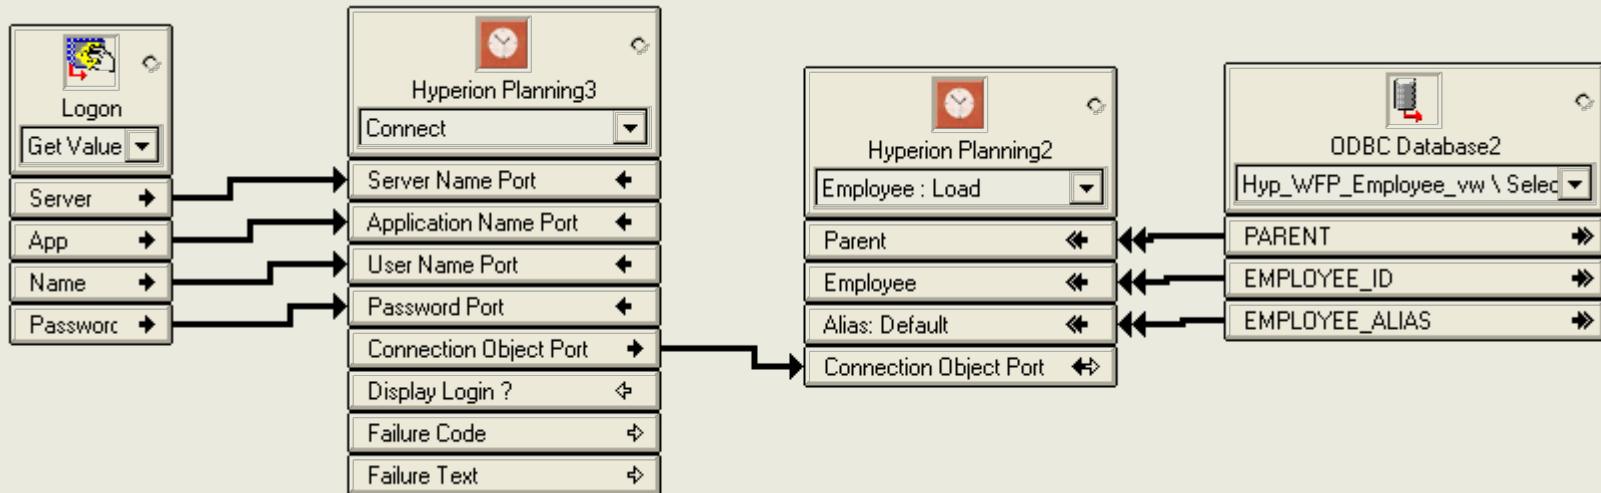 Logon
Get Value
Server
App
Name
Passworc
Hyperion Planning3
Connect
Server Name Port
Application Name Port
User Name Port
Password Port
Connection Object Port
Display Login ?
Failure Code
Failure Text
Hyperion Planning2
Employee : Load
Parent
Employee
Alias: Default
Connection Object Port
ODBC Database2
Hyp_WFP_Employee_vw \ Selec
PARENT
EMPLOYEE_ID
EMPLOYEE_ALIAS